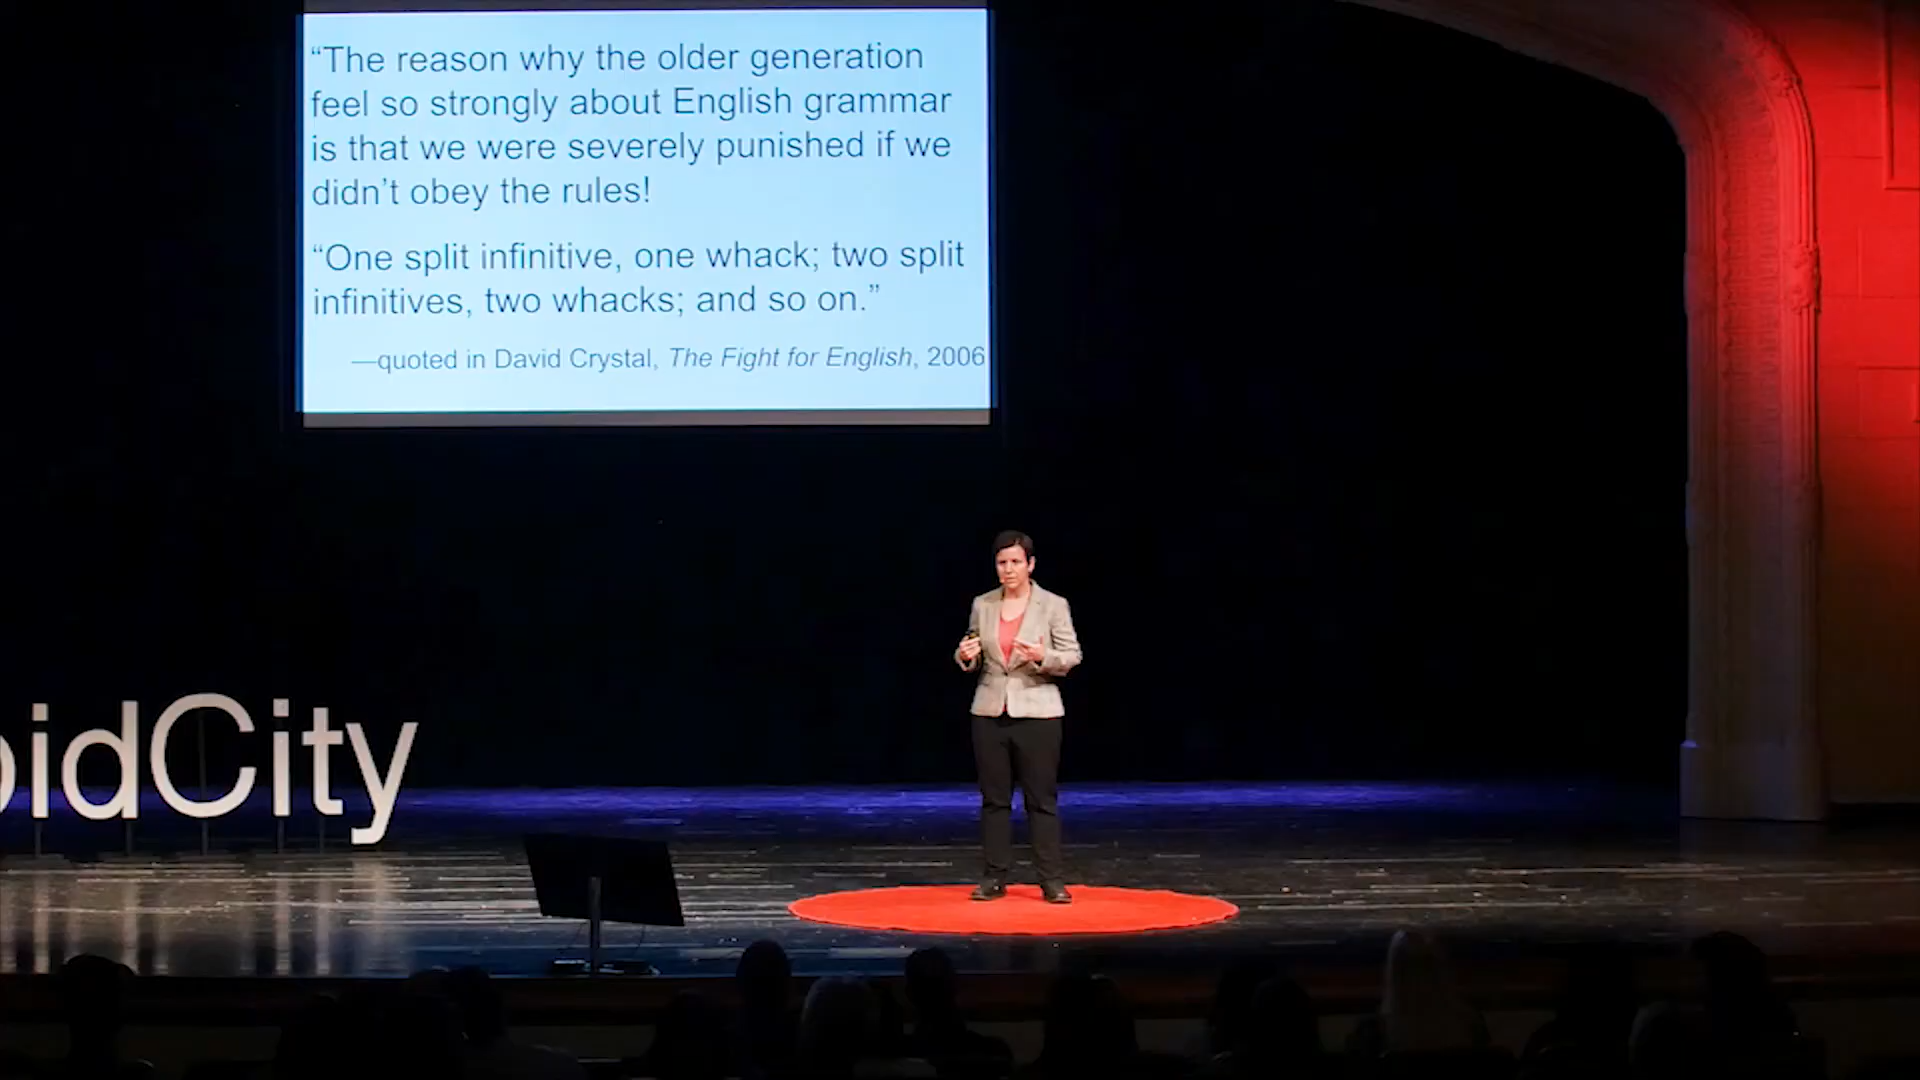 “The reason why the older generation
feel so strongly about English grammar
is that we were severely punished if we
didn’t obey the rules!
“One split infinitive, one whack; two split
infinitives, two whacks; and so on.”
—quoted in David Crystal, The Fight for English, 2006
pidCity